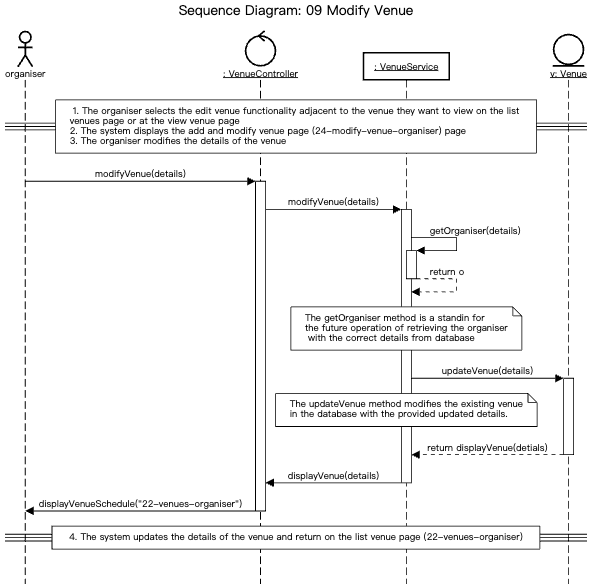 Sequence Diagram: 09 Modify Venue
organiser
: VenueController
: VenueService
v: Venue
1. The organiser selects the edit venue functionality adjacent to the venue they want to view on the list
venues page or at the view venue page
2. The system displays the add and modify venue page (24-modify-venue-organiser) page
3. The organiser modifies the details of the venue
modifyVenue(details)
modifyVenue(details)
getOrganiser(details)
return o
The getOrganiser method is a standin for
the future operation of retrieving the organiser
with the correct details from database
updateVenue(details)
The updateVenue method modifies the existing venue
in the database with the provided updated details.
return displayVenue(detials)
displayVenue(details)
displayVenueSchedule("22-venues-organiser")
4. The system updates the details of the venue and return on the list venue page (22-venues-organiser)